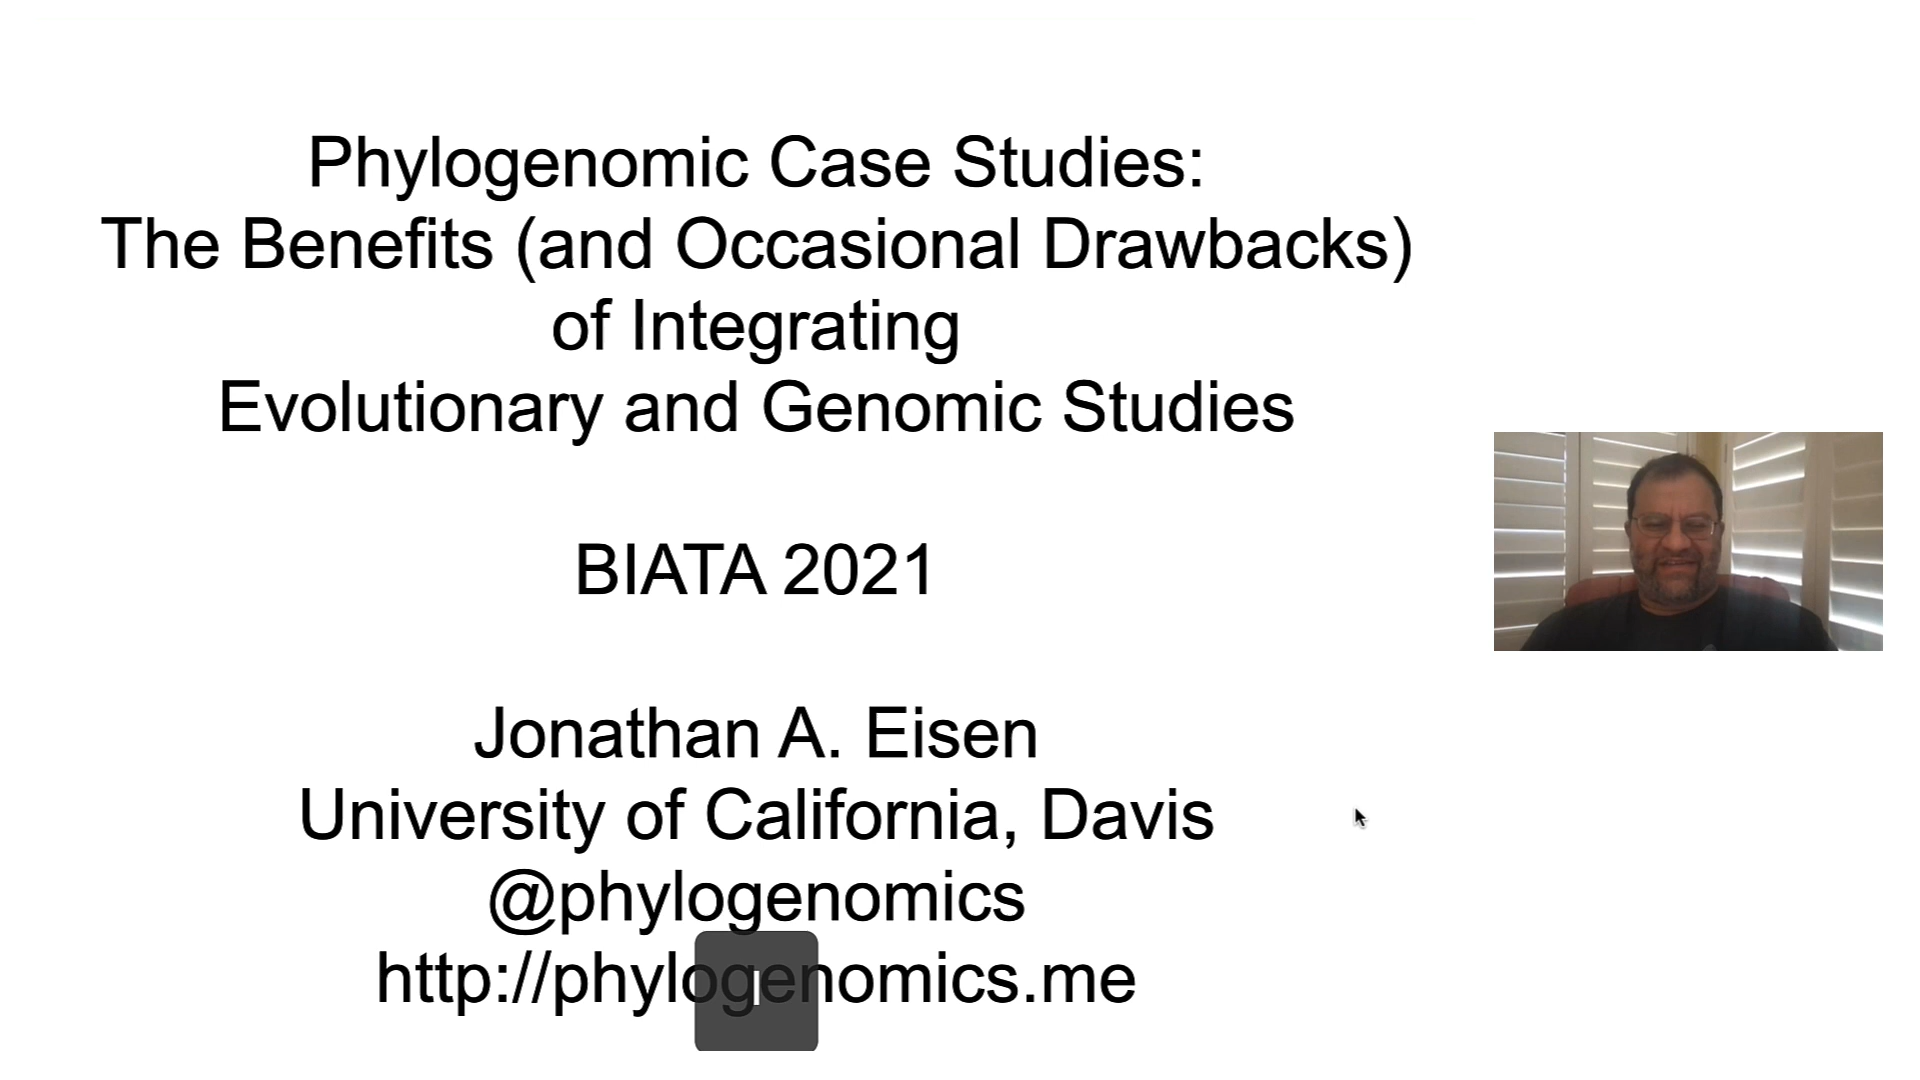 Phylogenomic Case Studies:
The Benefits (and Occasional Drawbacks)
of Integrating
Evolutionary and Genomic Studies
BIATA 2021
Jonathan A. Eisen
University of California, Davis
@phylogenomics
http://phylogenomics.me